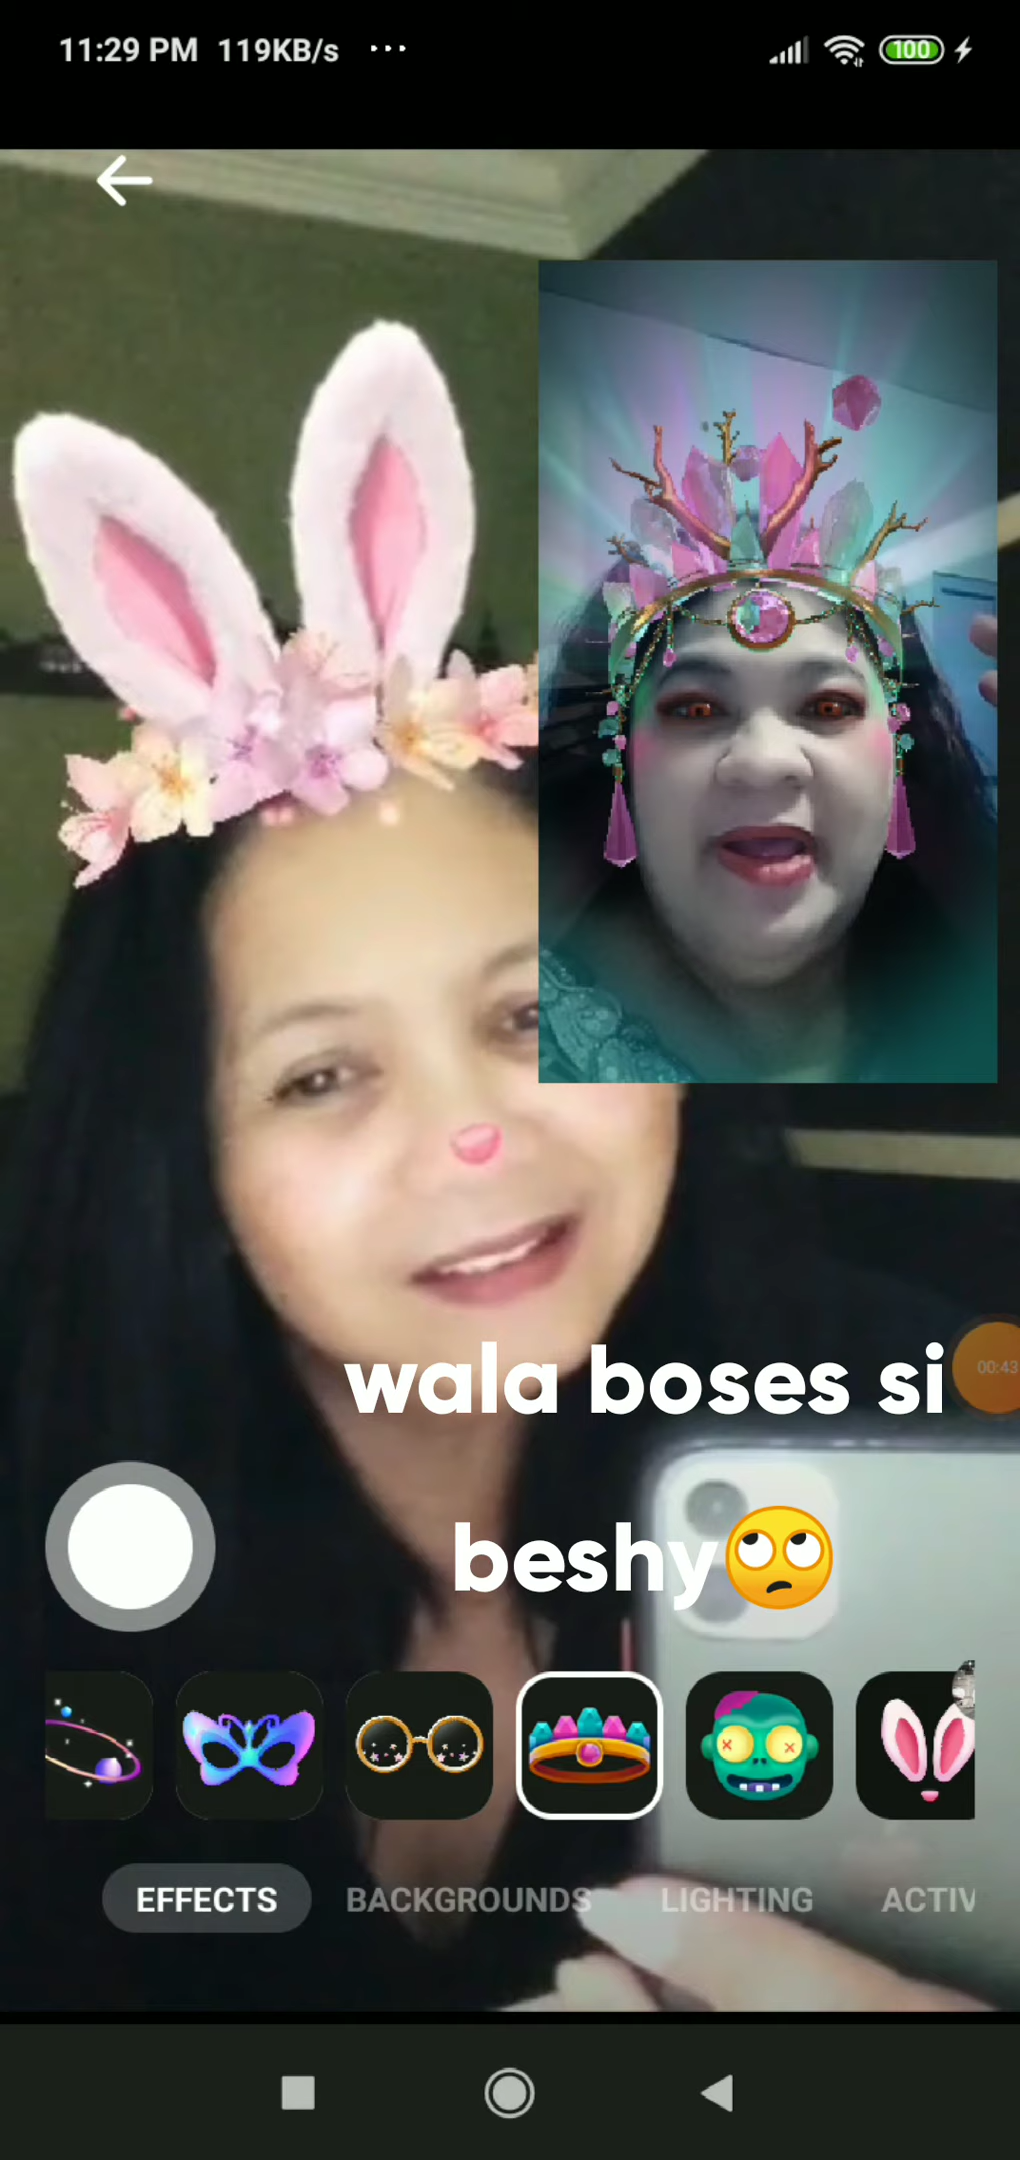 11:29 PM 119KB/s ...
100
wala boses si
00:43
beshy🙄
EFFECTS BACKGROUNDS LIGHTING ACTIV